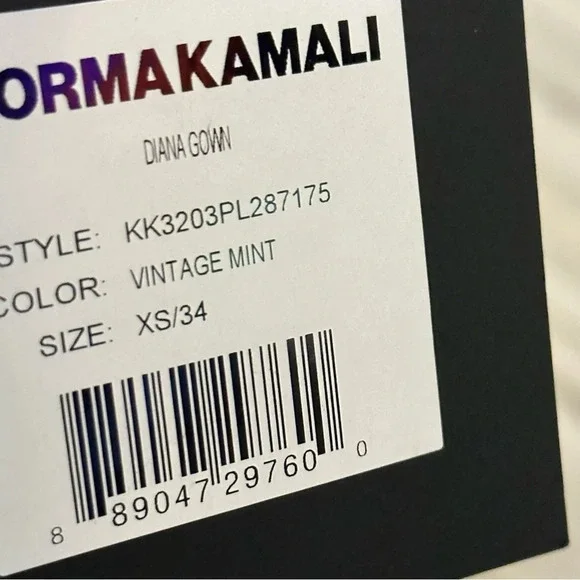 ORMAKAMALI
DIANA GOWN
STYLE: KK3203PL287175
COLOR: VINTAGE MINT
SIZE: XS/34
8 89047 29760 0